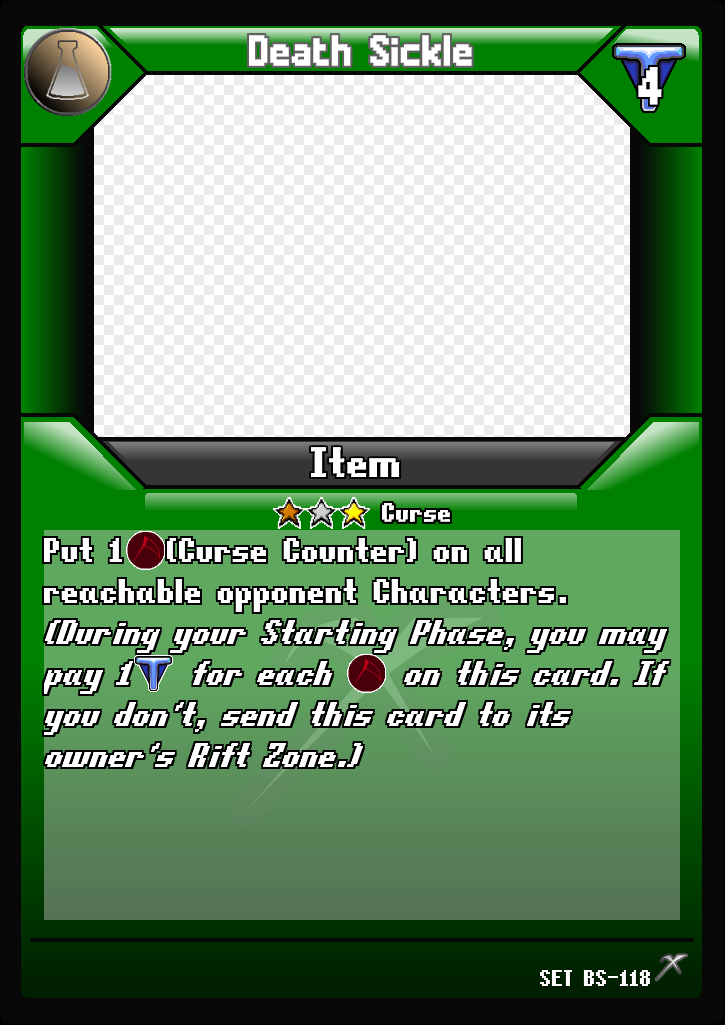 Death Sickle
4
Item
Curse
Put 1 (Curse Counter) on all
reachable opponent Characters.
(During your Starting Phase, you may
pay 1 for each on this card. If
you don't, send this card to its
owner's Rift Zone.)
SET BS-118